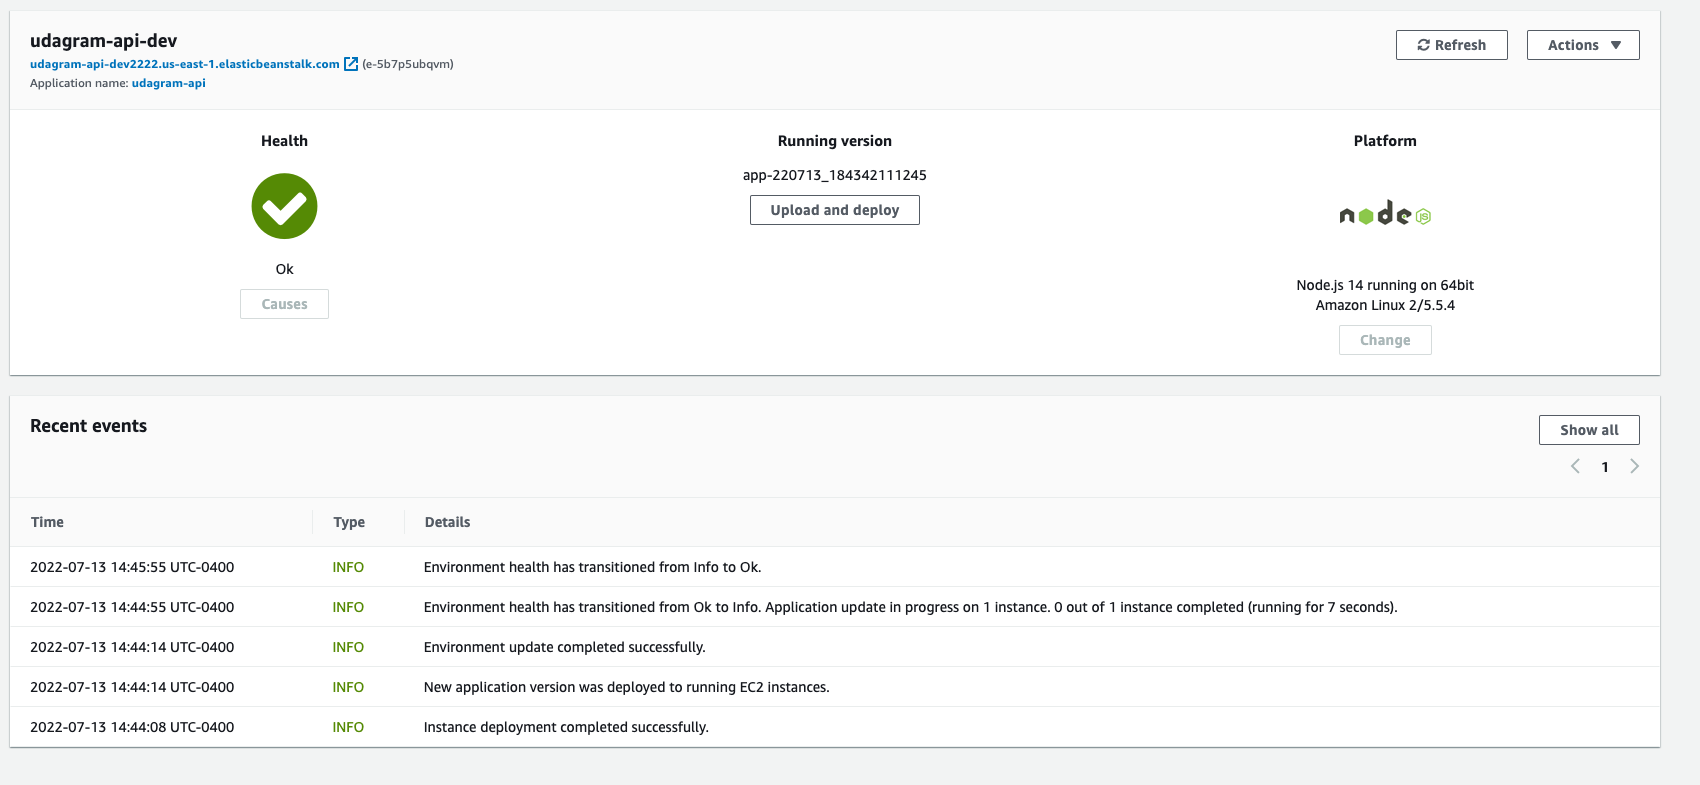 udagram-api-dev
udagram-api-dev2222.us-east-1.elasticbeanstalk.com (e-5b7p5ubqvm)
Application name: udagram-api
Refresh
Actions
Health
Ok
Causes
Running version
app-220713_184342111245
Upload and deploy
Platform
node JS
Node.js 14 running on 64bit
Amazon Linux 2/5.5.4
Change
Recent events
Show all
1
Time Type Details
2022-07-13 14:45:55 UTC-0400 INFO Environment health has transitioned from Info to Ok.
2022-07-13 14:44:55 UTC-0400 INFO Environment health has transitioned from Ok to Info. Application update in progress on 1 instance. 0 out of 1 instance completed (running for 7 seconds).
2022-07-13 14:44:14 UTC-0400 INFO Environment update completed successfully.
2022-07-13 14:44:14 UTC-0400 INFO New application version was deployed to running EC2 instances.
2022-07-13 14:44:08 UTC-0400 INFO Instance deployment completed successfully.